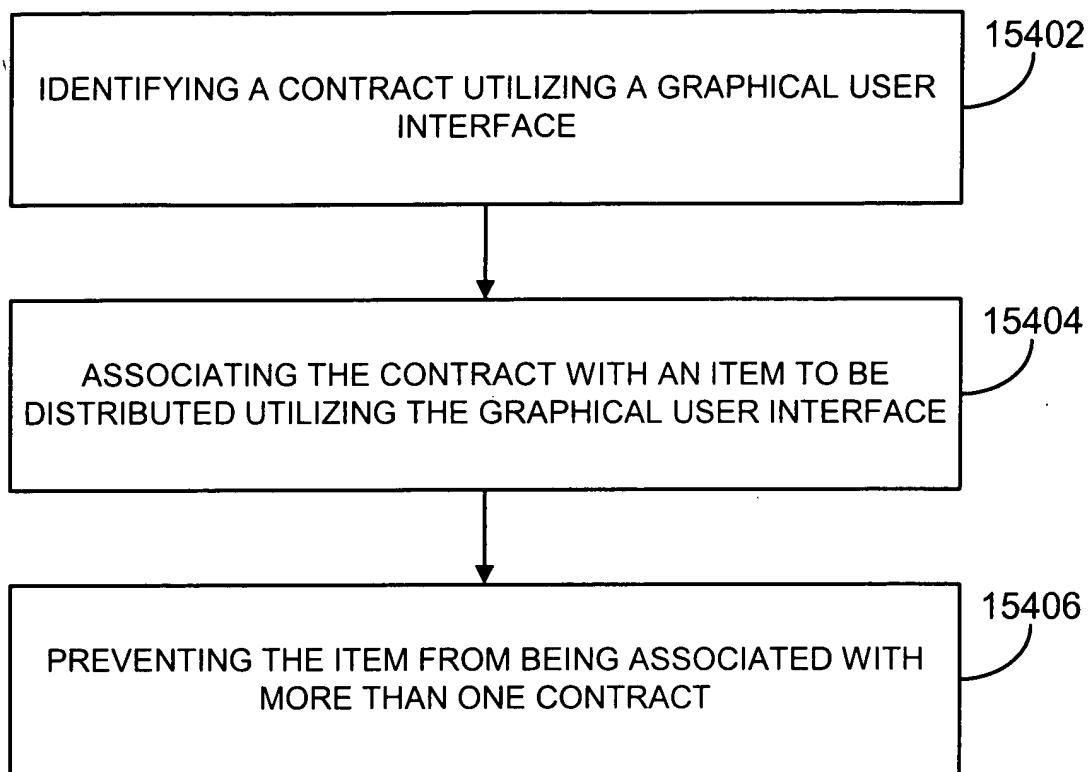 15402
IDENTIFYING A CONTRACT UTILIZING A GRAPHICAL USER
INTERFACE
15404
ASSOCIATING THE CONTRACT WITH AN ITEM TO BE
DISTRIBUTED UTILIZING THE GRAPHICAL USER INTERFACE
15406
PREVENTING THE ITEM FROM BEING ASSOCIATED WITH
MORE THAN ONE CONTRACT